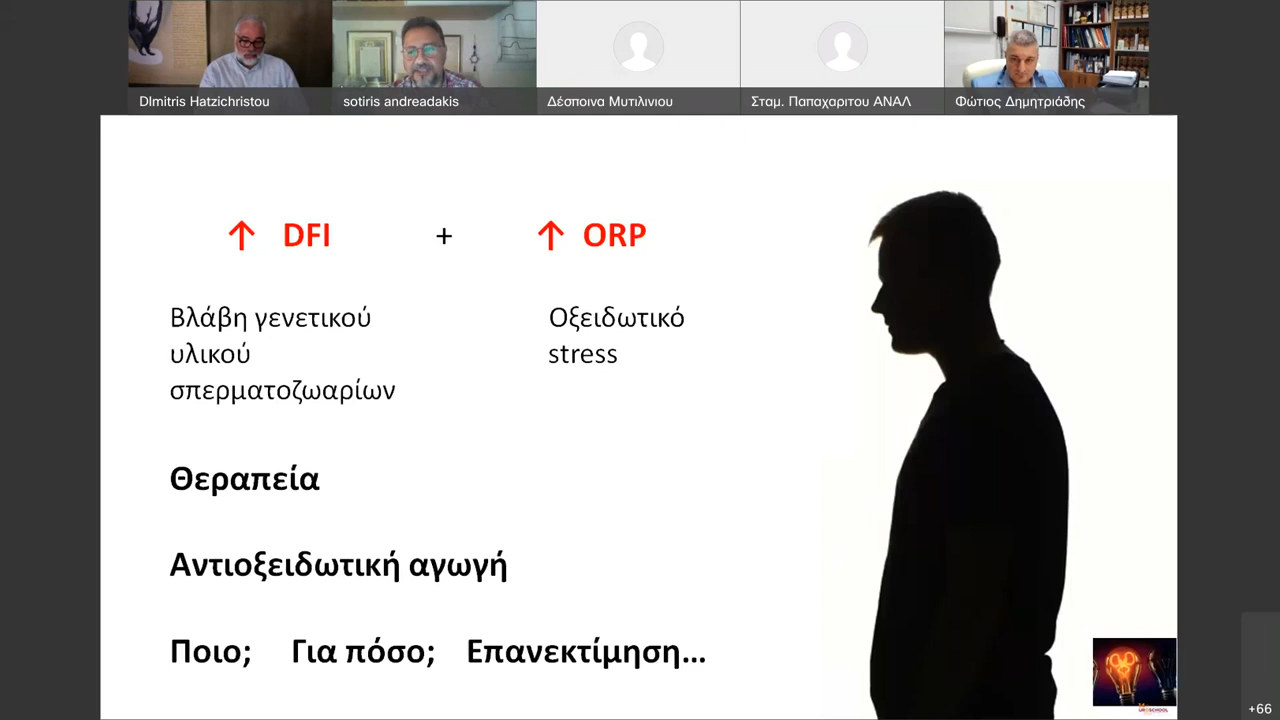 DImitris Hatzichristou
sotiris andreadakis
Δέσποινα Μυτιλινιου
Σταμ. Παπαχαριτου ΑΝΑΛ
Φώτιος Δημητριάδης
↑ DFI + ↑ ORP
Βλάβη γενετικού
υλικού
σπερματοζωαρίων
Οξειδωτικό
stress
Θεραπεία
Αντιοξειδωτική αγωγή
Ποιο; Για πόσο; Επανεκτίμηση...
SCHOOL
+66